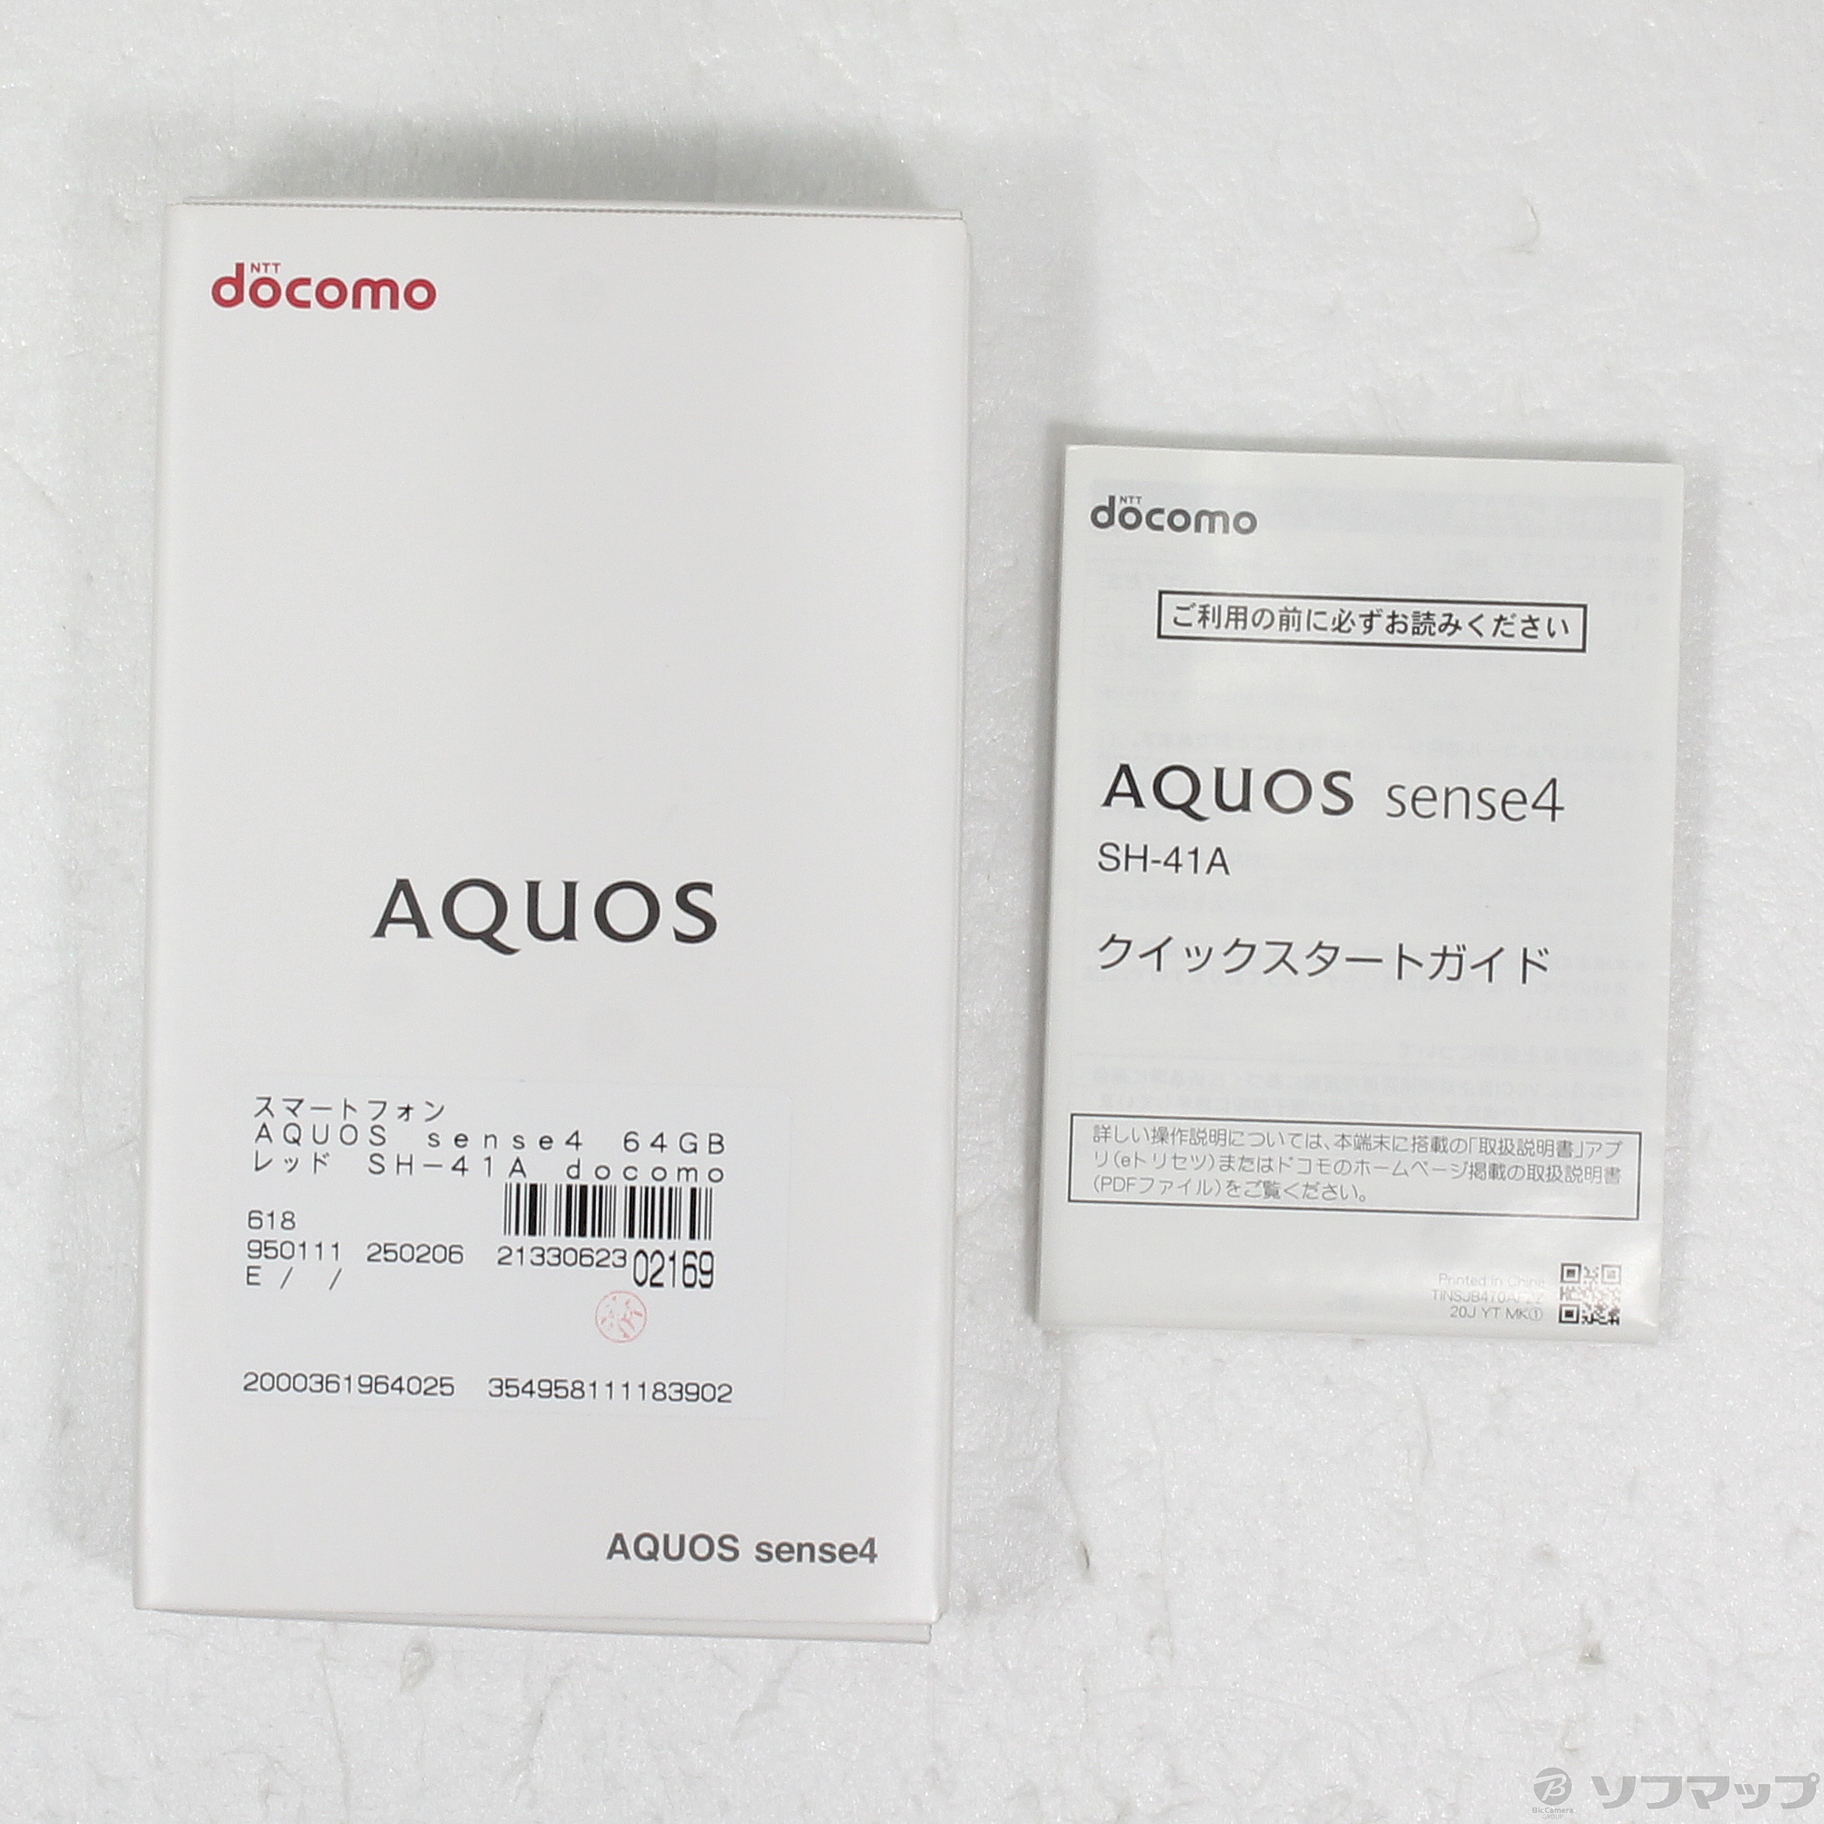 NTT
docomo
AQUOS
スマートフォン
AQUOS sense4 64GB
レッド SH-41A docomo
618
950111 250206 21330623 02169
E / /
2000361964025 354958111183902
AQUOS sense4
NTT
docomo
ご利用の前に必ずお読みください
AQUOS sense4
SH-41A
クイックスタートガイド
詳しい操作説明については、本端末に搭載の「取扱説明書」アプ
リ(eトリセツ)またはドコモのホームページ掲載の取扱説明書
(PDFファイル)をご覧ください。
Printed in China
20J YT MK①
BicCamera
GROUP
ソフマップ